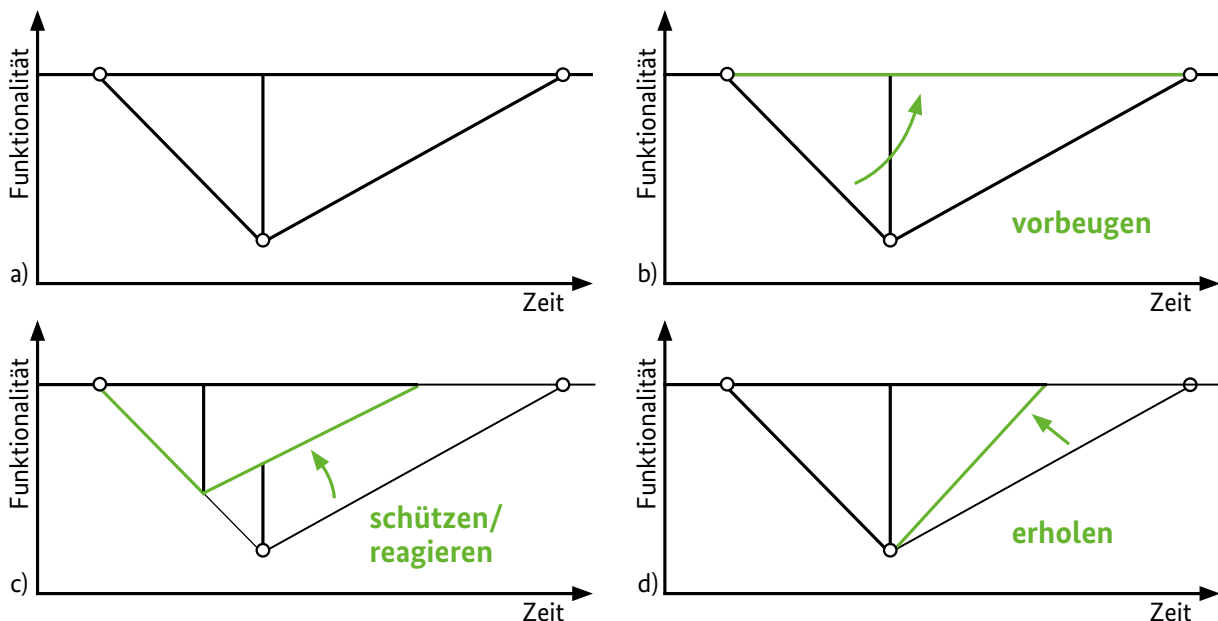 Funktionalität
a)
Zeit
Funktionalität
vorbeugen
b)
Zeit
Funktionalität
schützen/
reagieren
c)
Zeit
Funktionalität
erholen
d)
Zeit